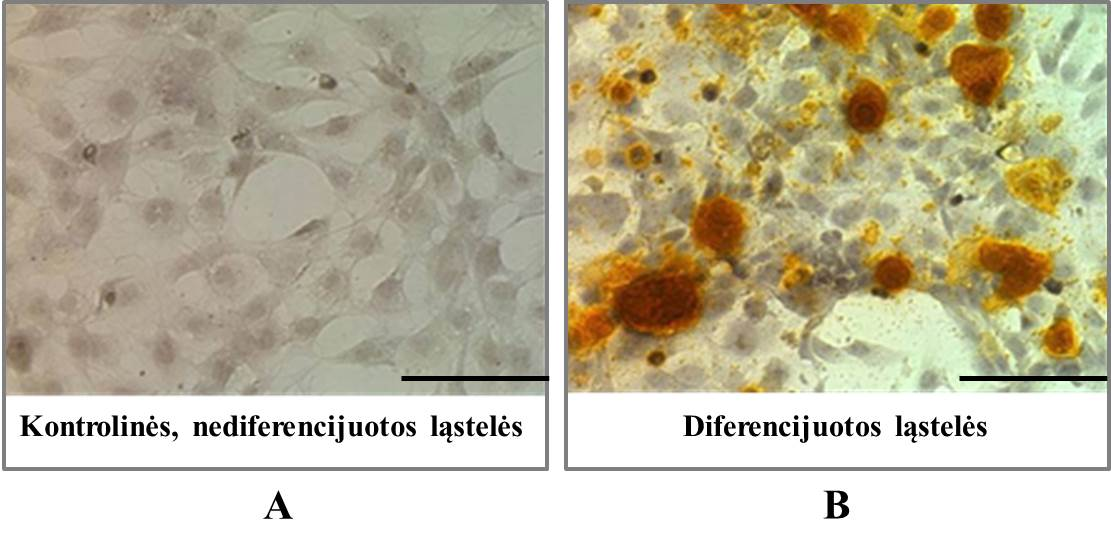 Kontrolinės, nediferencijuotos ląstelės
Diferencijuotos ląstelės
A
B